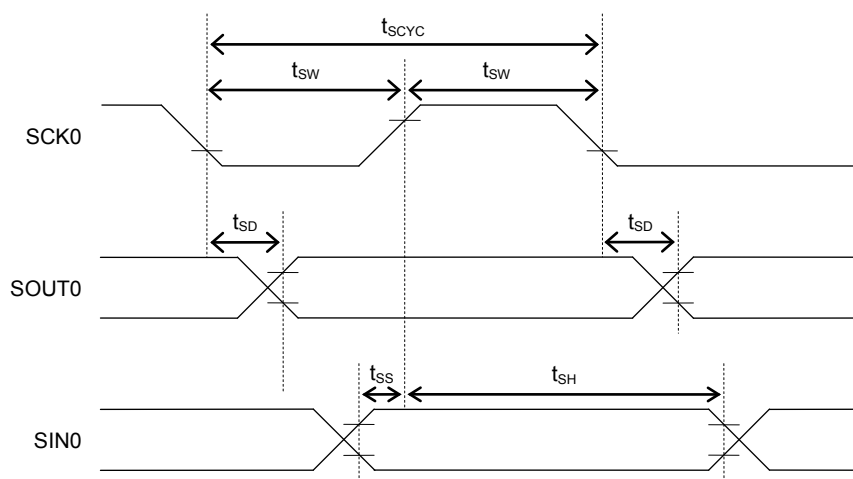 tSCYC
tSW tSW
SCK0
tSD tSD
SOUT0
tSS tSH
SIN0